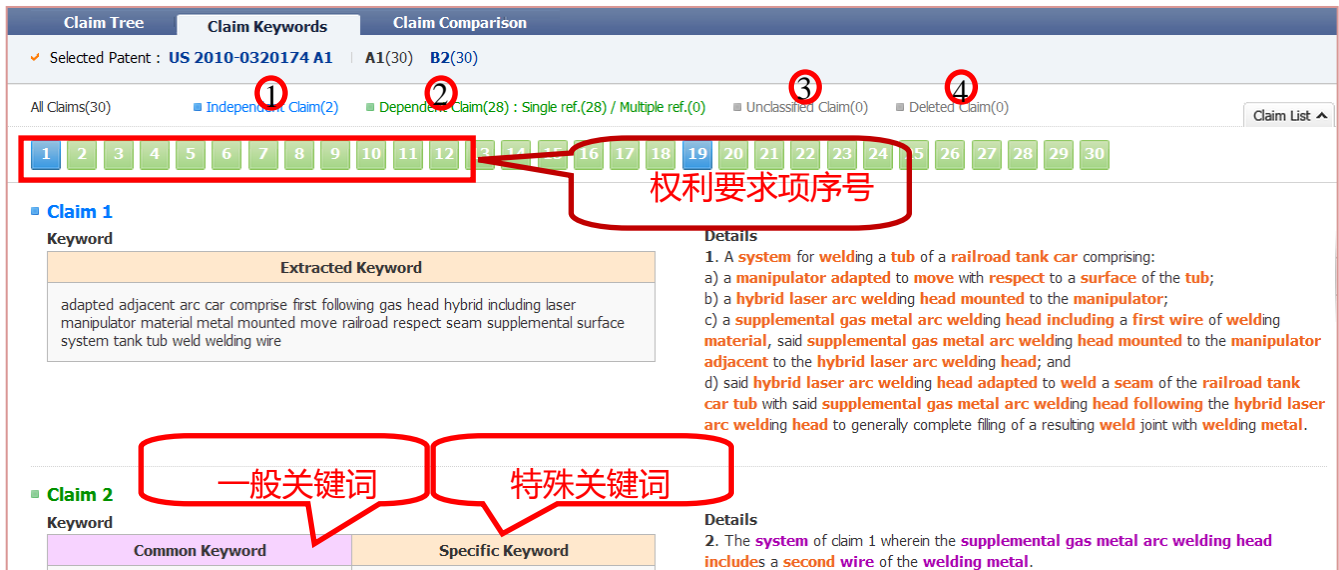 Claim Tree Claim Keywords Claim Comparison
Selected Patent : US 2010-0320174 A1 | A1(30) B2(30)
① ② ③ ④
All Claims(30) Independent Claim(2) Dependent Claim(28) : Single ref.(28) / Multiple ref.(0) Unclassified Claim(0) Deleted Claim(0)
Claim List
1 2 3 4 5 6 7 8 9 10 11 12 13 14 15 16 17 18 19 20 21 22 23 24 25 26 27 28 29 30
权利要求项序号
Claim 1
Keyword
Extracted Keyword
adapted adjacent arc car comprise first following gas head hybrid including laser
manipulator material metal mounted move railroad respect seam supplemental surface
system tank tub weld welding wire
Details
1. A system for welding a tub of a railroad tank car comprising:
a) a manipulator adapted to move with respect to a surface of the tub;
b) a hybrid laser arc welding head mounted to the manipulator;
c) a supplemental gas metal arc welding head including a first wire of welding
material, said supplemental gas metal arc welding head mounted to the manipulator
adjacent to the hybrid laser arc welding head; and
d) said hybrid laser arc welding head adapted to weld a seam of the railroad tank
car tub with said supplemental gas metal arc welding head following the hybrid laser
arc welding head to generally complete filling of a resulting weld joint with welding metal.
一般关键词 特殊关键词
Claim 2
Keyword
Common Keyword Specific Keyword
Details
2. The system of claim 1 wherein the supplemental gas metal arc welding head
includes a second wire of the welding metal.